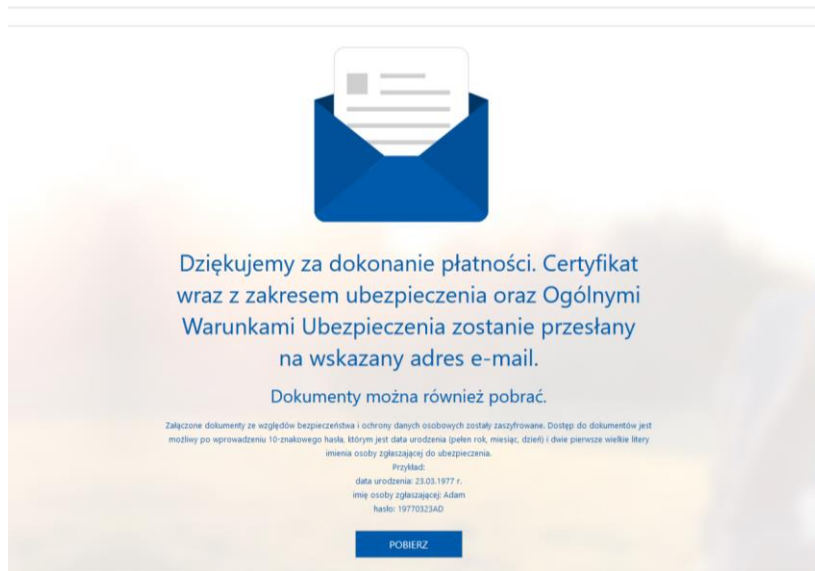 Dziękujemy za dokonanie płatności. Certyfikat
wraz z zakresem ubezpieczenia oraz Ogólnymi
Warunkami Ubezpieczenia zostanie przesłany
na wskazany adres e-mail.
Dokumenty można również pobrać.
Załączone dokumenty ze względów bezpieczeństwa i ochrony danych osobowych zostały zaszyfrowane. Dostęp do dokumentów jest
możliwy po wprowadzeniu 10-znakowego hasła, którym jest data urodzenia (pełen rok, miesiąc, dzień) i dwie pierwsze wielkie litery
imienia osoby zgłaszającej do ubezpieczenia.
Przykład:
data urodzenia: 23.03.1977 r.
imię osoby zgłaszającej: Adam
hasło: 19770323AD
POBIERZ